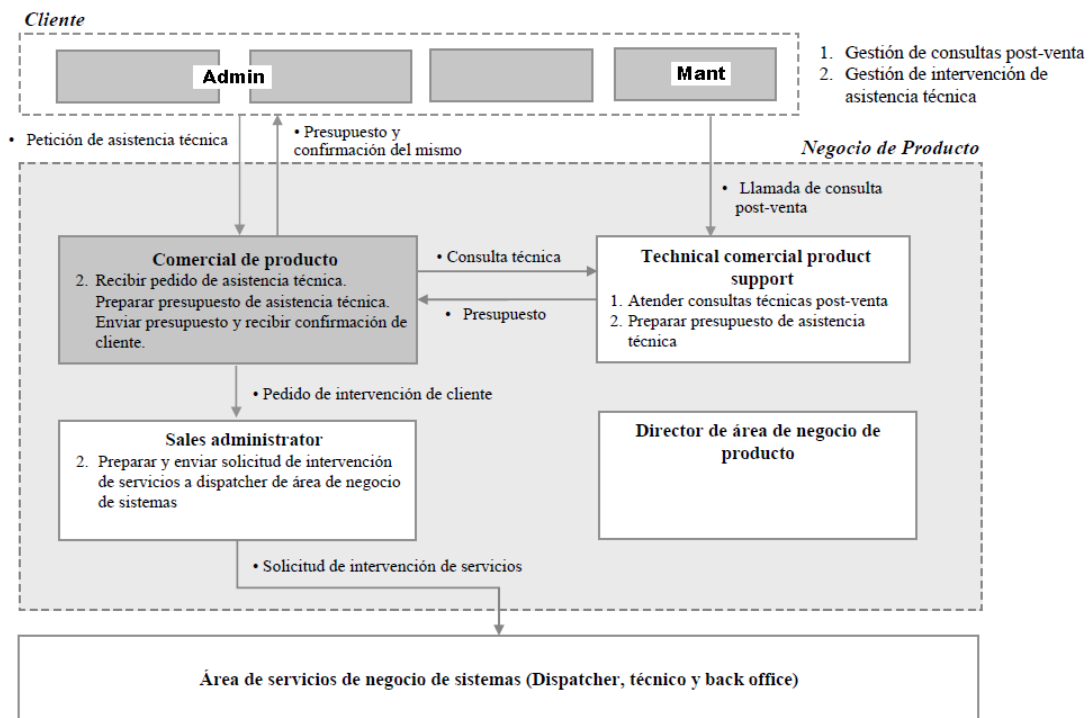 Cliente
Admin
Mant
1. Gestión de consultas post-venta
2. Gestión de intervención de
asistencia técnica
• Petición de asistencia técnica
• Presupuesto y
confirmación del mismo
Negocio de Producto
• Llamada de consulta
post-venta
Comercial de producto
2. Recibir pedido de asistencia técnica.
Preparar presupuesto de asistencia técnica.
Enviar presupuesto y recibir confirmación de
cliente.
• Consulta técnica
• Presupuesto
Technical comercial product
support
1. Atender consultas técnicas post-venta
2. Preparar presupuesto de asistencia
técnica
• Pedido de intervención de cliente
Sales administrator
2. Preparar y enviar solicitud de intervención
de servicios a dispatcher de área de negocio
de sistemas
Director de área de negocio de
producto
• Solicitud de intervención de servicios
Área de servicios de negocio de sistemas (Dispatcher, técnico y back office)